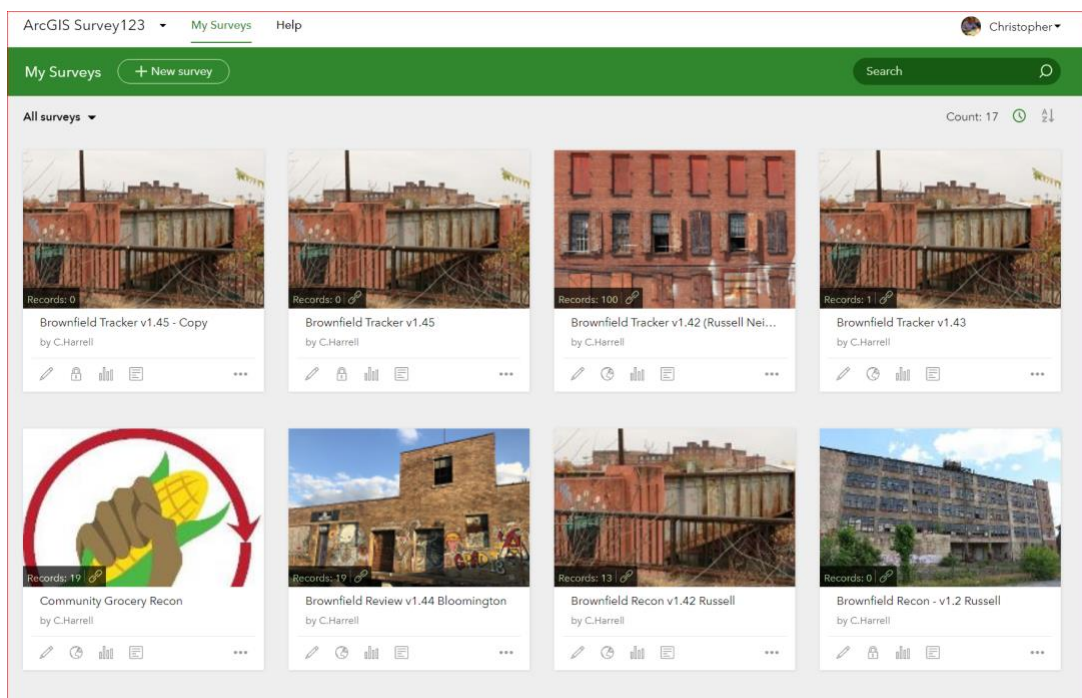 ArcGIS Survey123 My Surveys Help Christopher
My Surveys + New survey Search
All surveys Count: 17
Records: 0
Brownfield Tracker v1.45 - Copy
by C.Harrell
Records: 0
Brownfield Tracker v1.45
by C.Harrell
Records: 100
Brownfield Tracker v1.42 (Russell Nei...
by C.Harrell
Records: 1
Brownfield Tracker v1.43
by C.Harrell
Records: 19
Community Grocery Recon
by C.Harrell
Records: 19
Brownfield Review v1.44 Bloomington
by C.Harrell
Records: 13
Brownfield Recon v1.42 Russell
by C.Harrell
Records: 0
Brownfield Recon - v1.2 Russell
by C.Harrell